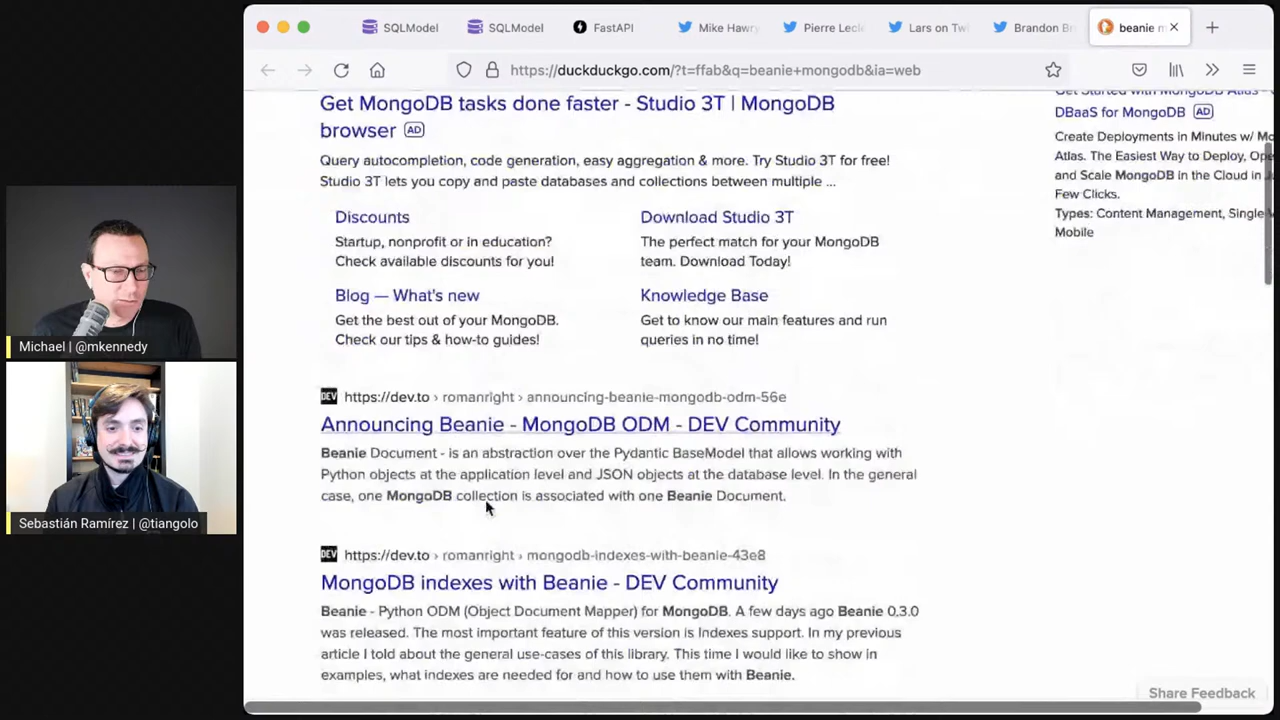 SQLModel
SQLModel
FastAPI
Mike Hawry
Pierre Lecl
Lars on Twi
Brandon Br
beanie m
https://duckduckgo.com/?t=ffab&q=beanie+mongodb&ia=web
Get MongoDB tasks done faster - Studio 3T | MongoDB
browser AD
Query autocompletion, code generation, easy aggregation & more. Try Studio 3T for free!
Studio 3T lets you copy and paste databases and collections between multiple ...
Discounts
Startup, nonprofit or in education?
Check available discounts for you!
Download Studio 3T
The perfect match for your MongoDB
team. Download Today!
Blog — What's new
Get the best out of your MongoDB.
Check our tips & how-to guides!
Knowledge Base
Get to know our main features and run
queries in no time!
DEV https://dev.to › romanright › announcing-beanie-mongodb-odm-56e
Announcing Beanie - MongoDB ODM - DEV Community
Beanie Document - is an abstraction over the Pydantic BaseModel that allows working with
Python objects at the application level and JSON objects at the database level. In the general
case, one MongoDB collection is associated with one Beanie Document.
DEV https://dev.to › romanright › mongodb-indexes-with-beanie-43e8
MongoDB indexes with Beanie - DEV Community
Beanie - Python ODM (Object Document Mapper) for MongoDB. A few days ago Beanie 0.3.0
was released. The most important feature of this version is Indexes support. In my previous
article I told about the general use-cases of this library. This time I would like to show in
examples, what indexes are needed for and how to use them with Beanie.
Get Started with MongoDB Atlas -
DBaaS for MongoDB AD
Create Deployments in Minutes w/ Mo
Atlas. The Easiest Way to Deploy, Ope
and Scale MongoDB in the Cloud in Ju
Few Clicks.
Types: Content Management, Single V
Mobile
Share Feedback
Michael | @mkennedy
Sebastián Ramírez | @tiangolo